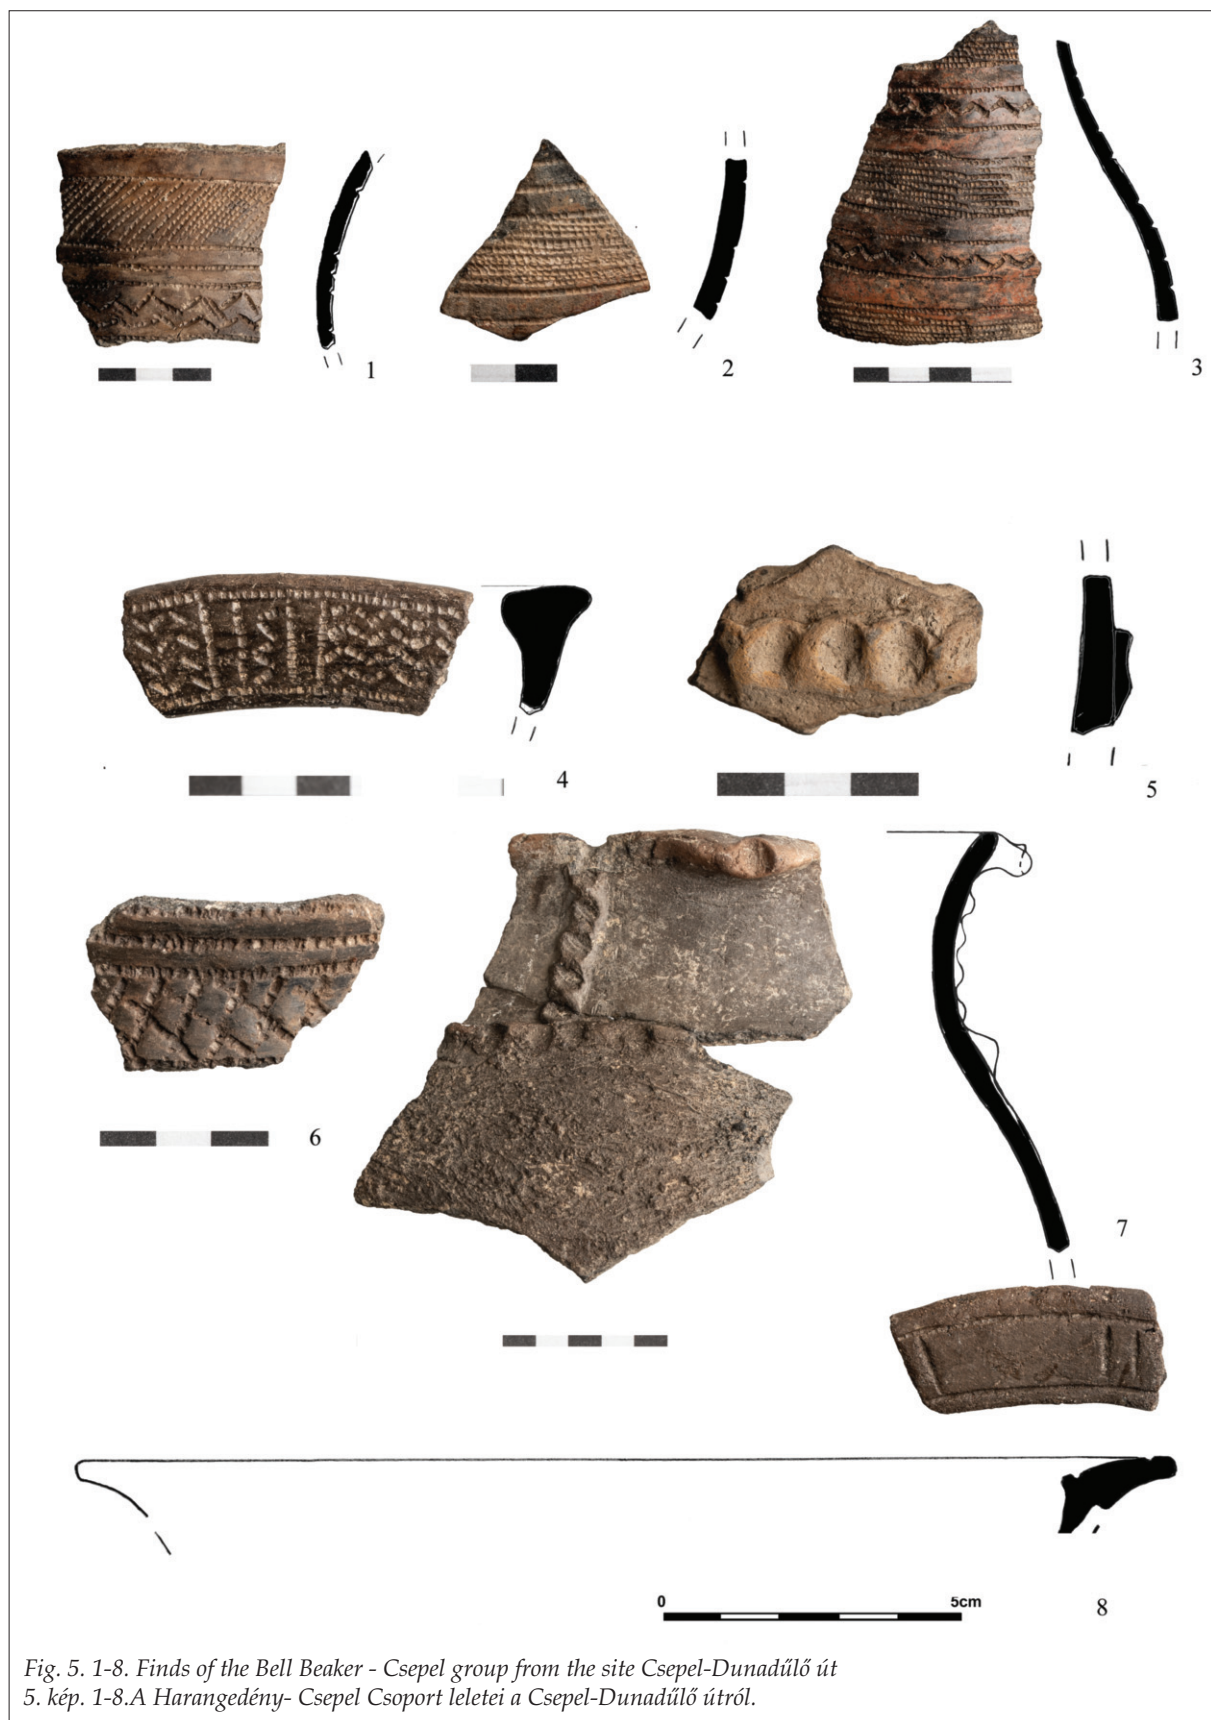 1
2
3
4
5
6
7
0 5cm
8
Fig. 5. 1-8. Finds of the Bell Beaker - Csepel group from the site Csepel-Dunadűlő út
5. kép. 1-8.A Harangedény- Csepel Csoport leletei a Csepel-Dunadűlő útról.